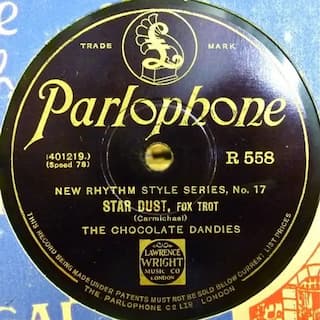 TRADE MARK
£
Parlophone
(401219.)
(Speed 78)
R 558
NEW RHYTHM STYLE SERIES, No. 17
STAR DUST, FOX TROT
(Carmichael)
THE CHOCOLATE DANDIES
LAWRENCE
WRIGHT
MUSIC CO
LONDON
THIS RECORD BEING MADE UNDER PATENTS MUST NOT BE SOLD BELOW CURRENT LIST PRICES
THE PARLOPHONE CO LTD LONDON